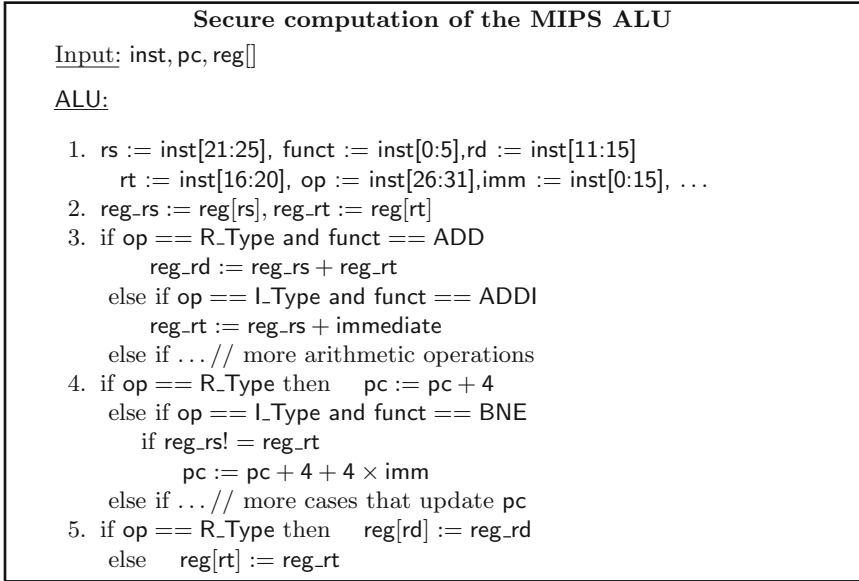 Secure computation of the MIPS ALU
Input: inst, pc, reg[]
ALU:
1. rs := inst[21:25], funct := inst[0:5],rd := inst[11:15]
rt := inst[16:20], op := inst[26:31],imm := inst[0:15], ...
2. reg_rs := reg[rs], reg_rt := reg[rt]
3. if op == R_Type and funct == ADD
reg_rd := reg_rs + reg_rt
else if op == I_Type and funct == ADDI
reg_rt := reg_rs + immediate
else if ... // more arithmetic operations
4. if op == R_Type then pc := pc + 4
else if op == I_Type and funct == BNE
if reg_rs! = reg_rt
pc := pc + 4 + 4 × imm
else if ... // more cases that update pc
5. if op == R_Type then reg[rd] := reg_rd
else reg[rt] := reg_rt